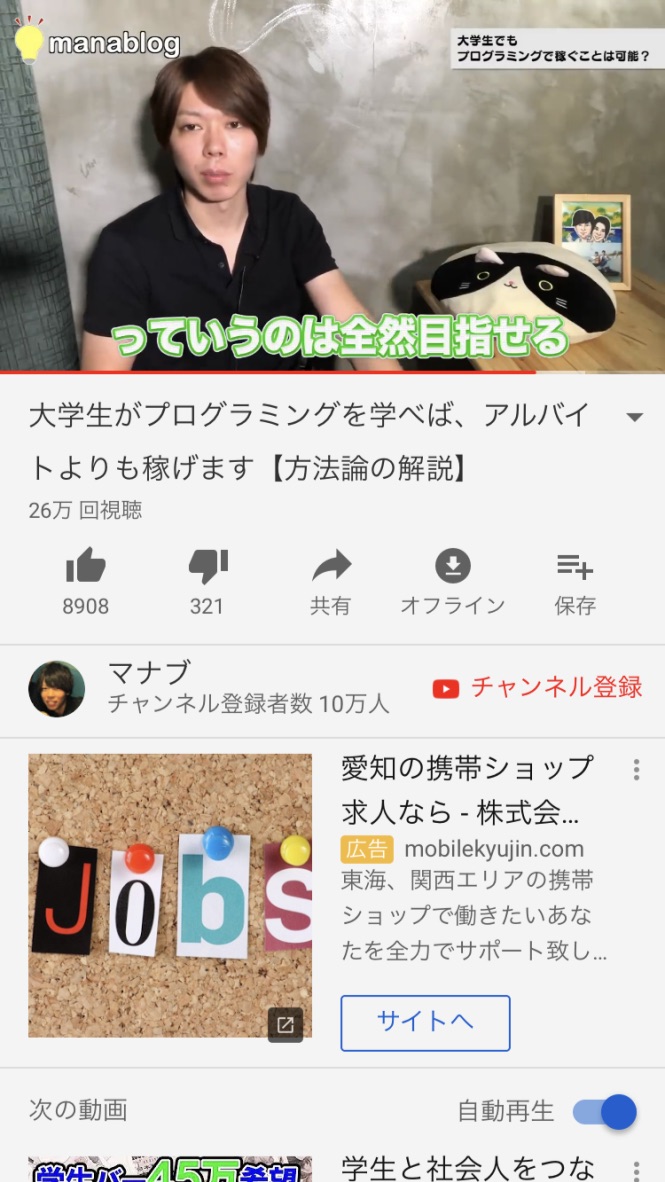 manablog
大学生でも
プログラミングで稼ぐことは可能？
っていうのは全然目指せる
大学生がプログラミングを学べば、アルバイ
トよりも稼げます【方法論の解説】
26万 回視聴
8908
321
共有
オフライン
保存
マナブ
チャンネル登録者数 10万人
チャンネル登録
Jobs
愛知の携帯ショップ
求人なら - 株式会...
広告 mobilekyujin.com
東海、関西エリアの携帯
ショップで働きたいあな
たを全力でサポート致し...
サイトへ
次の動画
自動再生
学生バー45万希望
学生と社会人をつな